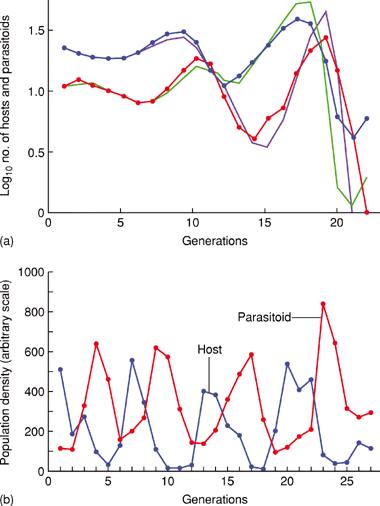 Log10 no. of hosts and parasitoids
1.5
1.0
0.5
0
0
5
10
15
20
Generations
(a)
Population density (arbitrary scale)
1000
800
600
400
200
0
Parasitoid
Host
0
5
10
15
20
25
Generations
(b)